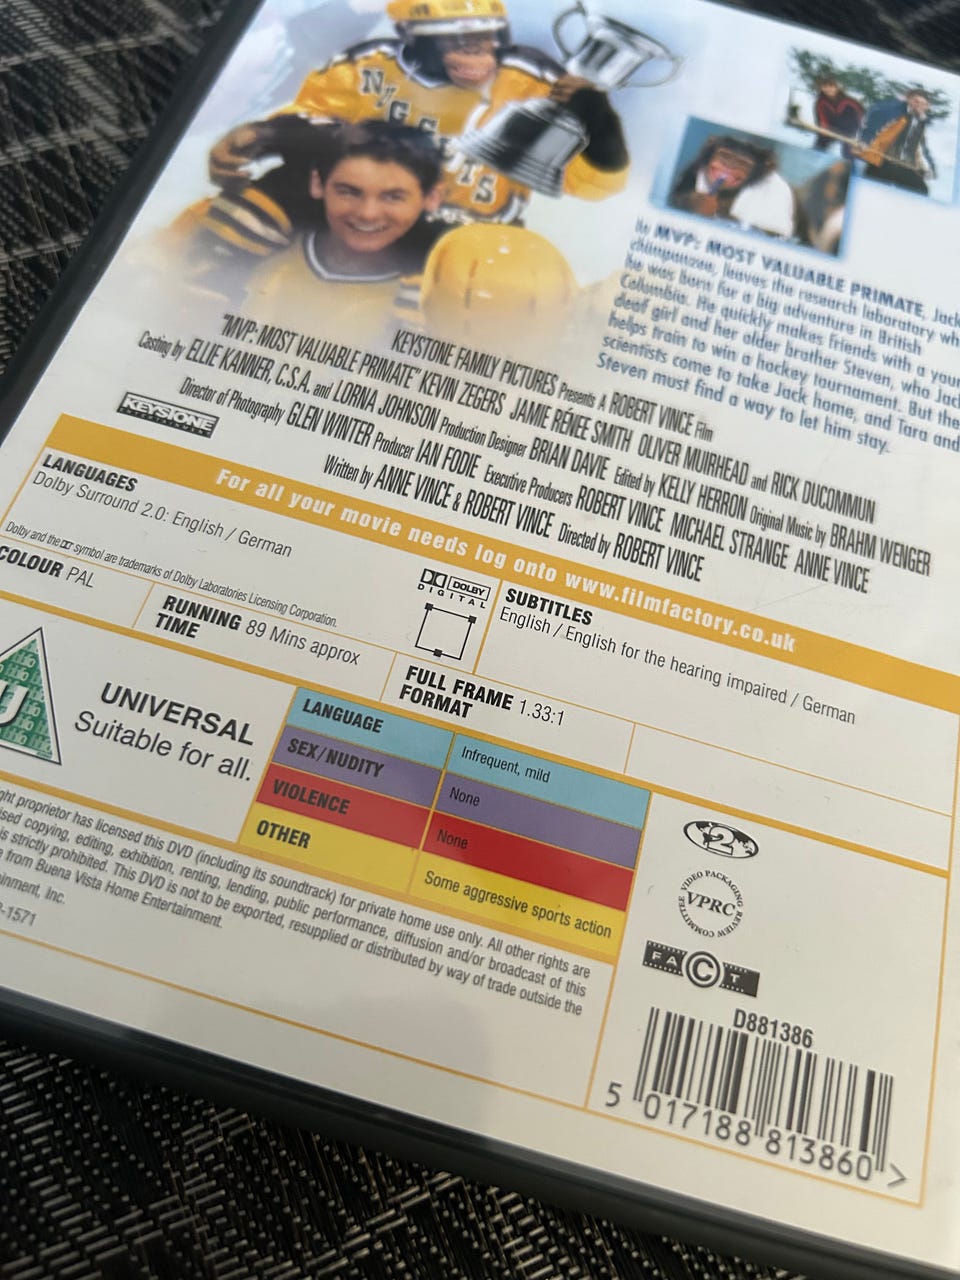 NUGGETS
In MVP: MOST VALUABLE PRIMATE, Jack
chimpanzee, leaves the research laboratory wh
he was born for a big adventure in British
Columbia. He quickly makes friends with a your
deaf girl and her older brother Steven, who Jac
helps train to win a hockey tournament. But the
scientists come to take Jack home, and Tara and
Steven must find a way to let him stay.
KEYSTONE FAMILY PICTURES Presents A ROBERT VINCE Film
"MVP: MOST VALUABLE PRIMATE" KEVIN ZEGERS JAMIE RÉNEE SMITH OLIVER MUIRHEAD and RICK DUCOMMUN
Casting by ELLIE KANNER, C.S.A. and LORNA JOHNSON Production Designer BRIAN DAVIE Edited by KELLY HERRON Original Music by BRAHM WENGER
Director of Photography GLEN WINTER Producer IAN FODIE Executive Producers ROBERT VINCE MICHAEL STRANGE ANNE VINCE
Written by ANNE VINCE & ROBERT VINCE Directed by ROBERT VINCE
KEYSTONE
ENTERTAINMENT
For all your movie needs log onto www.filmfactory.co.uk
LANGUAGES
Dolby Surround 2.0: English / German
Dolby and the symbol are trademarks of Dolby Laboratories Licensing Corporation.
DOLBY
DIGITAL
SUBTITLES
English / English for the hearing impaired / German
COLOUR PAL
RUNNING TIME 89 Mins approx
FULL FRAME FORMAT 1.33:1
U
UNIVERSAL
Suitable for all.
LANGUAGE Infrequent, mild
SEX/NUDITY None
VIOLENCE None
OTHER Some aggressive sports action
ght proprietor has licensed this DVD (including its soundtrack) for private home use only. All other rights are
ised copying, editing, exhibition, renting, lending, public performance, diffusion and/or broadcast of this
is strictly prohibited. This DVD is not to be exported, resupplied or distributed by way of trade outside the
from Buena Vista Home Entertainment.
ainment, Inc.
-1571
2
VIDEO PACKAGING REVIEW COMMITTEE
VPRC
FACT
D881386
5 017188 813860 >